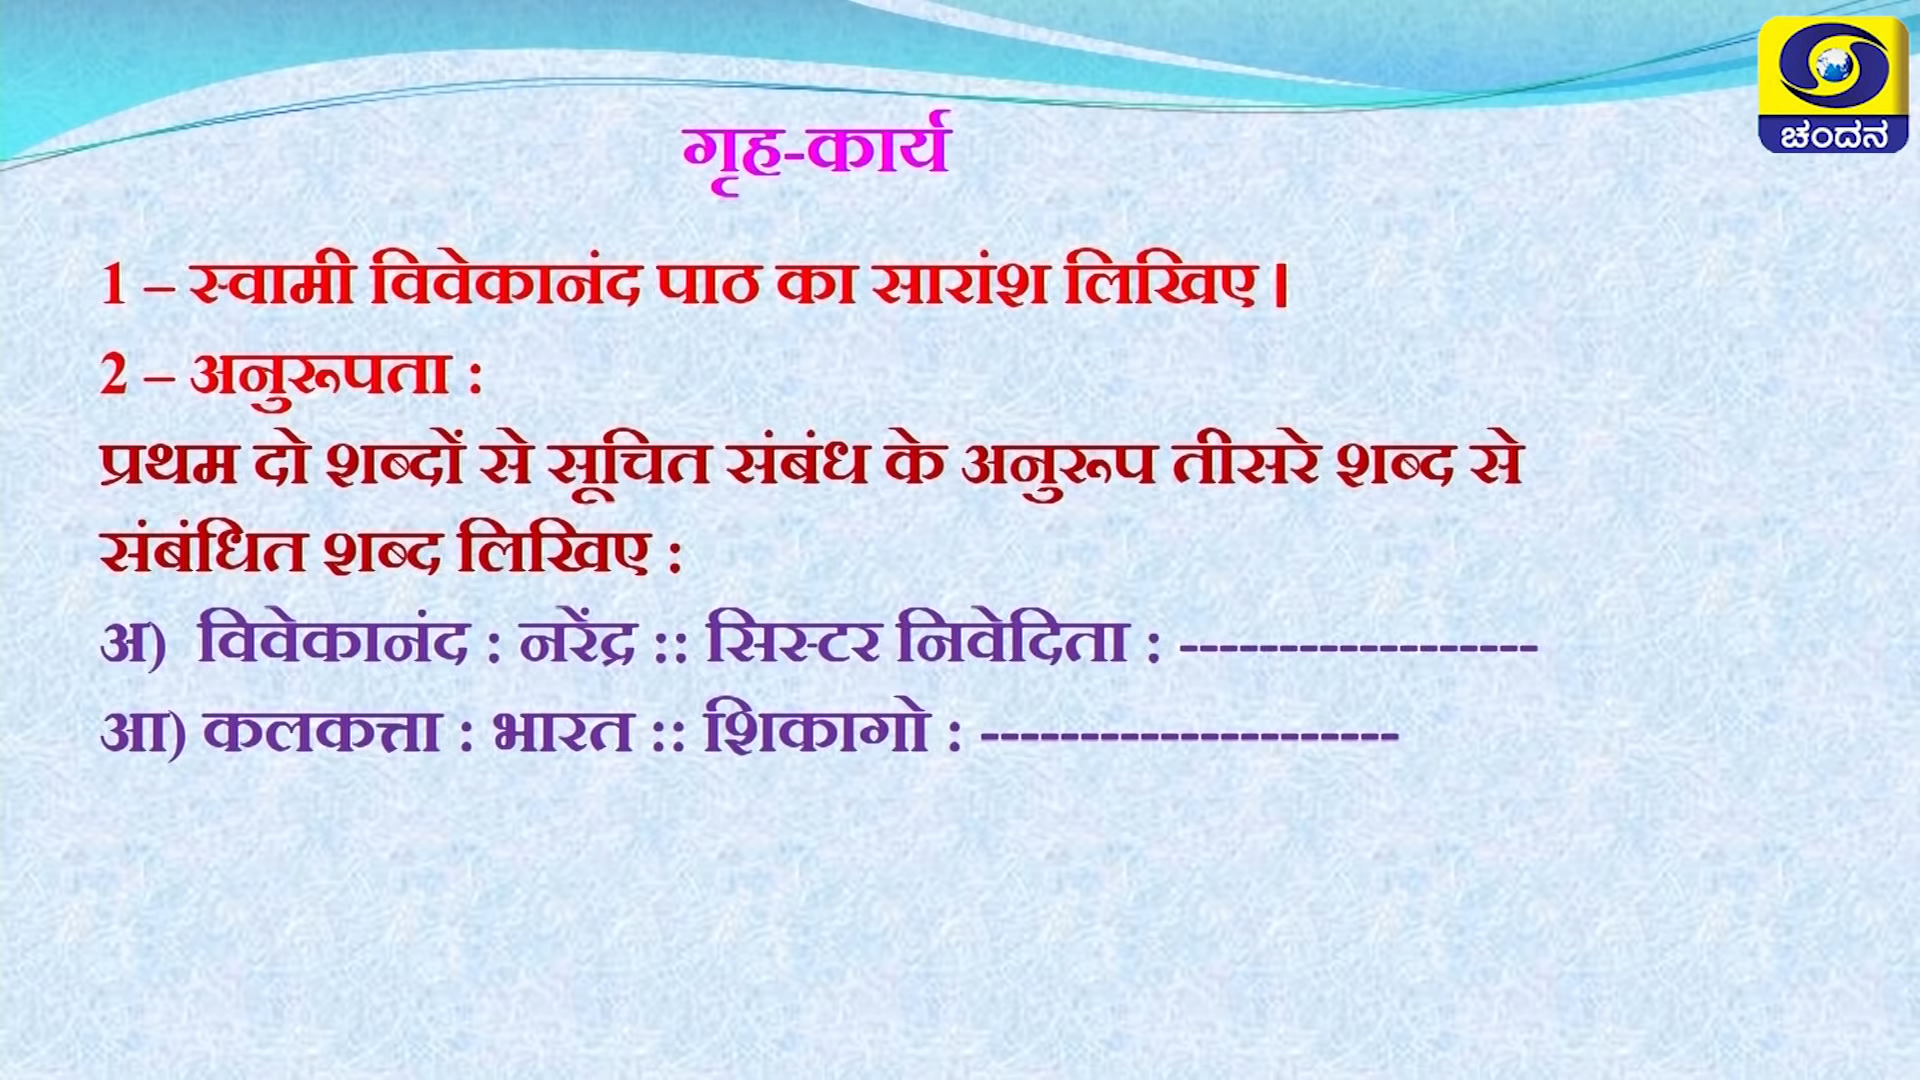 ಚಂದನ
गृह-कार्य
1 – स्वामी विवेकानंद पाठ का सारांश लिखिए ।
2 – अनुरूपता :
प्रथम दो शब्दों से सूचित संबंध के अनुरूप तीसरे शब्द से
संबंधित शब्द लिखिए :
अ)  विवेकानंद : नरेंद्र :: सिस्टर निवेदिता : ------------------
आ) कलकत्ता : भारत :: शिकागो : ---------------------